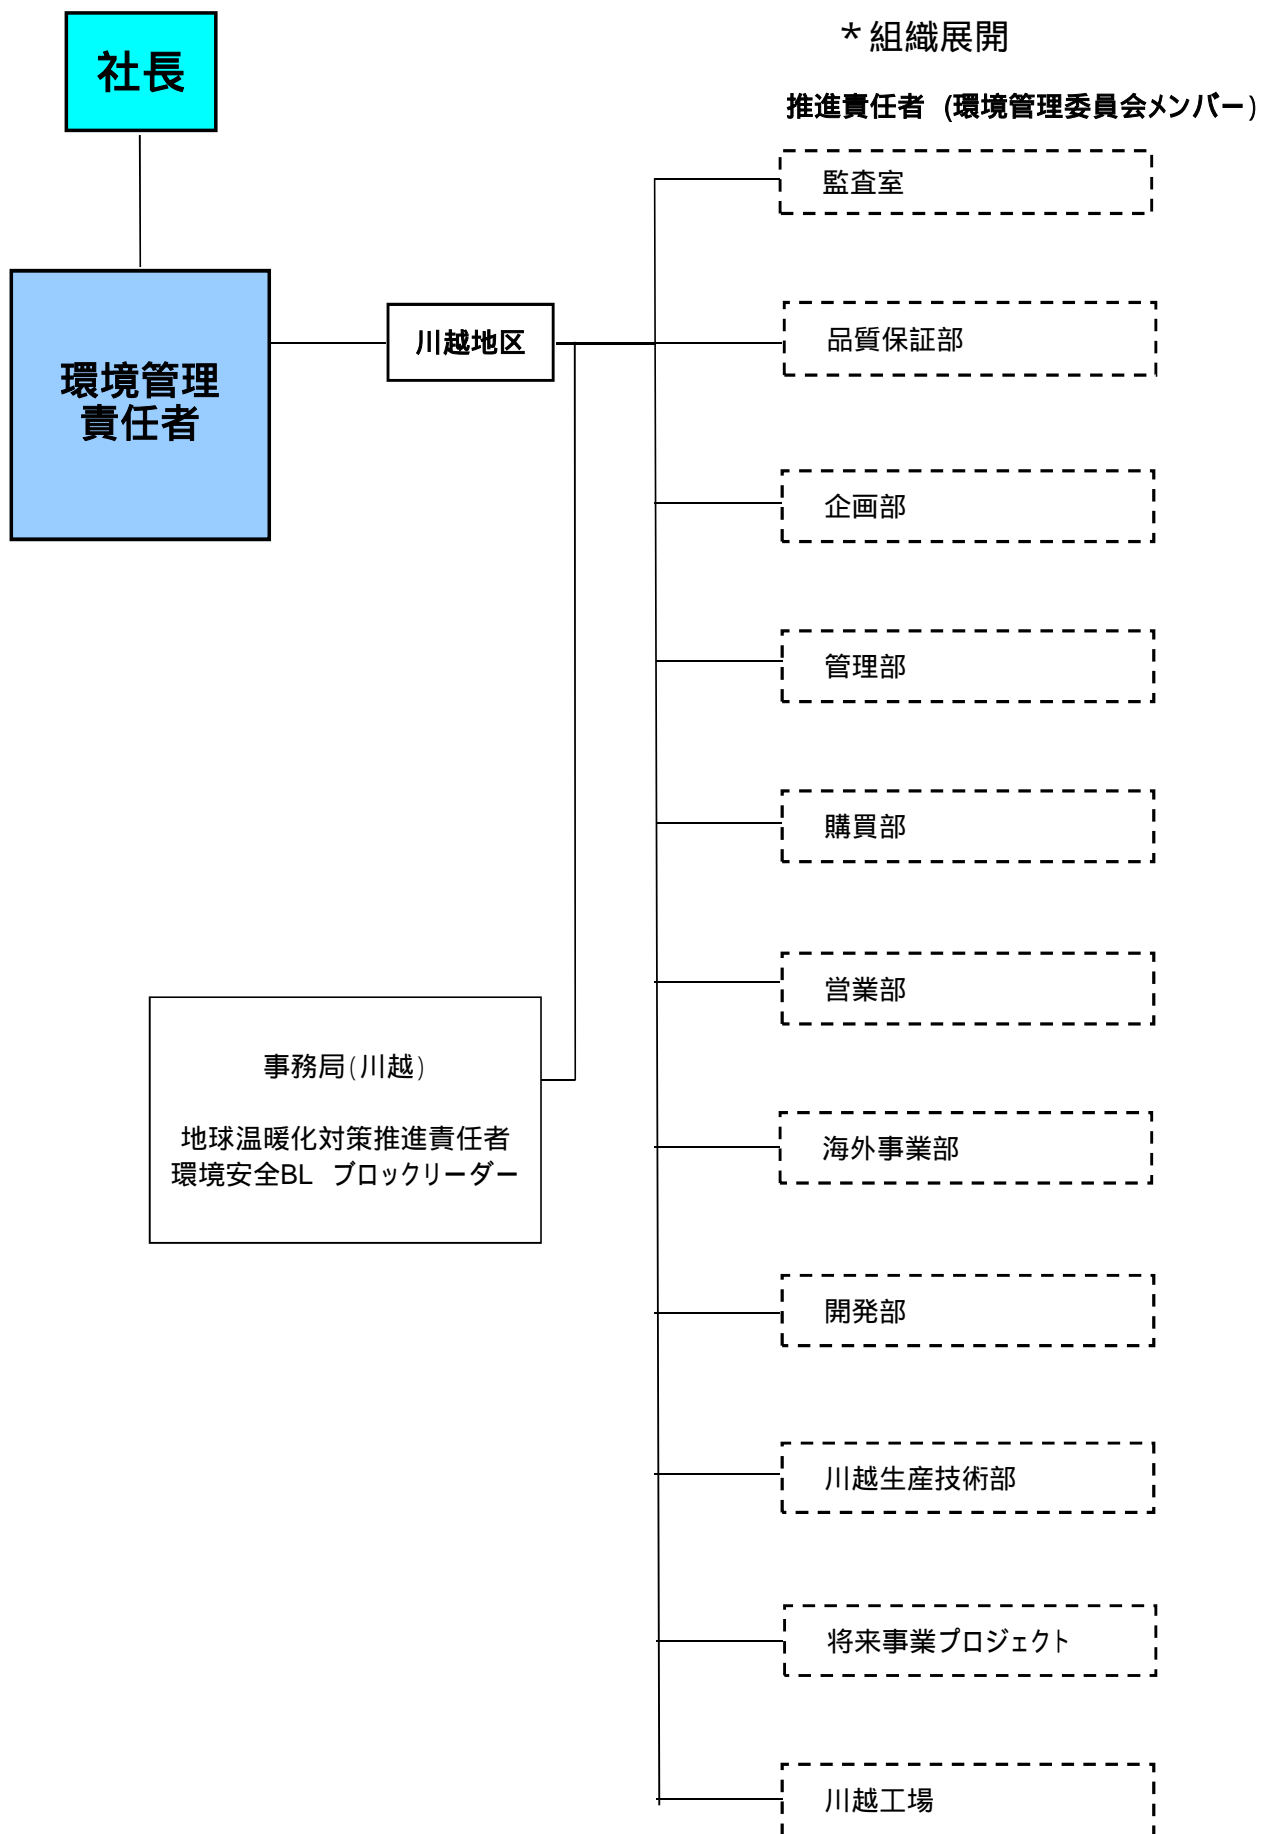 社長
*組織展開
推進責任者 (環境管理委員会メンバー)
監査室
川越地区
品質保証部
環境管理
責任者
企画部
管理部
購買部
営業部
事務局(川越)
地球温暖化対策推進責任者
環境安全BL ブロックリーダー
海外事業部
開発部
川越生産技術部
将来事業プロジェクト
川越工場